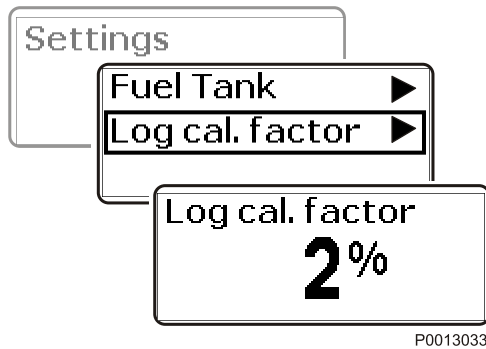 Settings
Fuel Tank
Log cal. factor
Log cal. factor
2%
P0013033